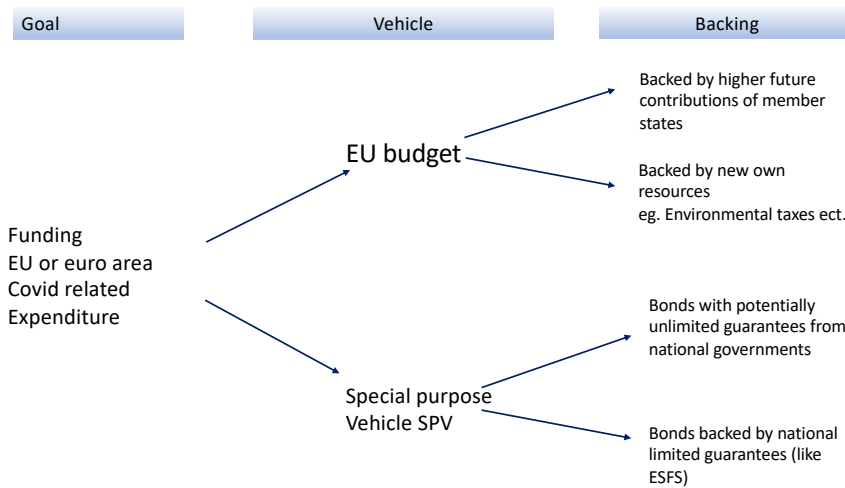 Goal
Vehicle
Backing
Backed by higher future
contributions of member
states
EU budget
Backed by new own
resources
eg. Environmental taxes ect.
Funding
EU or euro area
Covid related
Expenditure
Bonds with potentially
unlimited guarantees from
national governments
Special purpose
Vehicle SPV
Bonds backed by national
limited guarantees (like
ESFS)